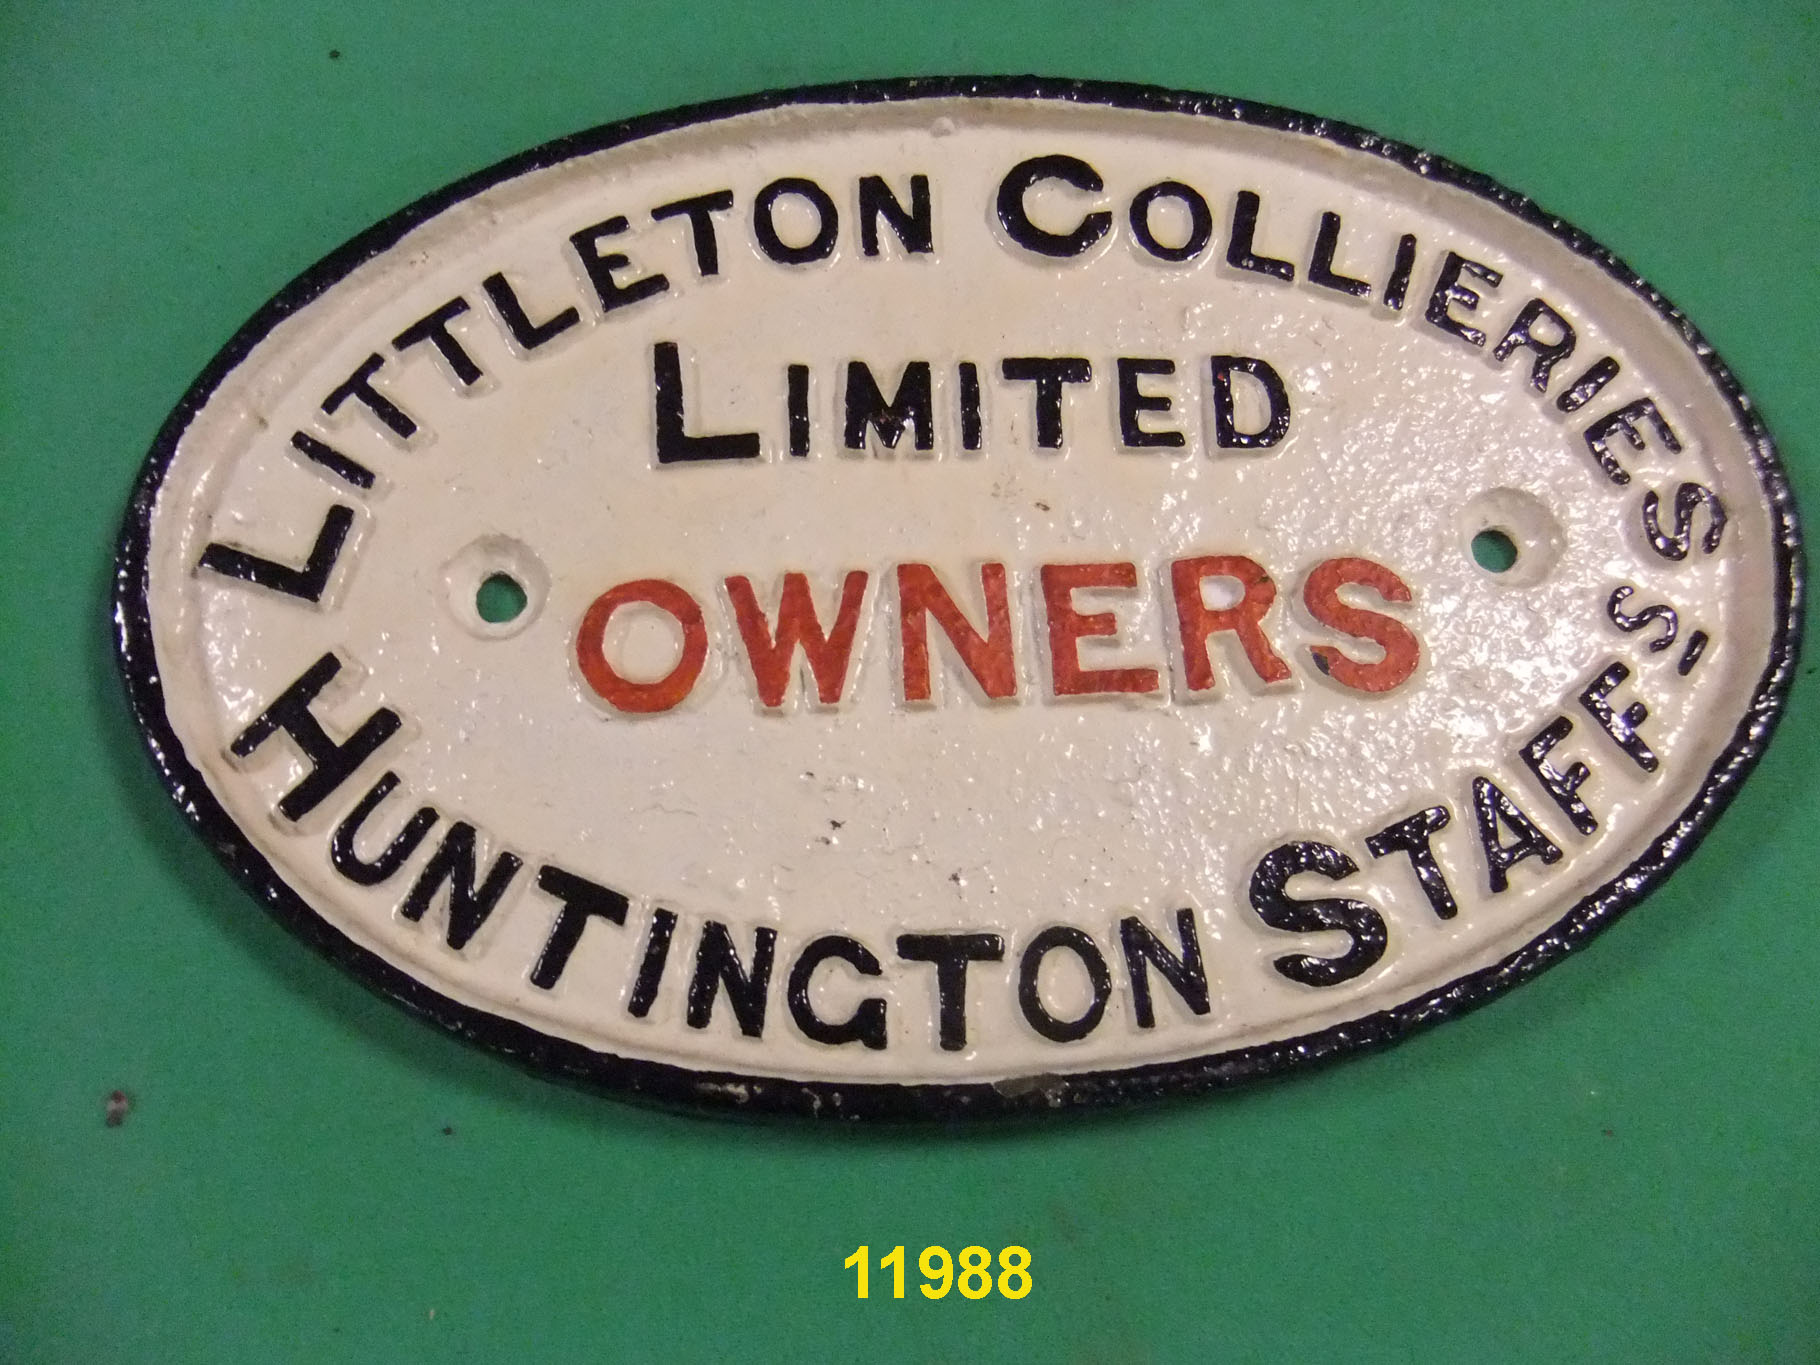 LITTLETON COLLIERIES
LIMITED
OWNERS
HUNTINGTON STAFFS
11988